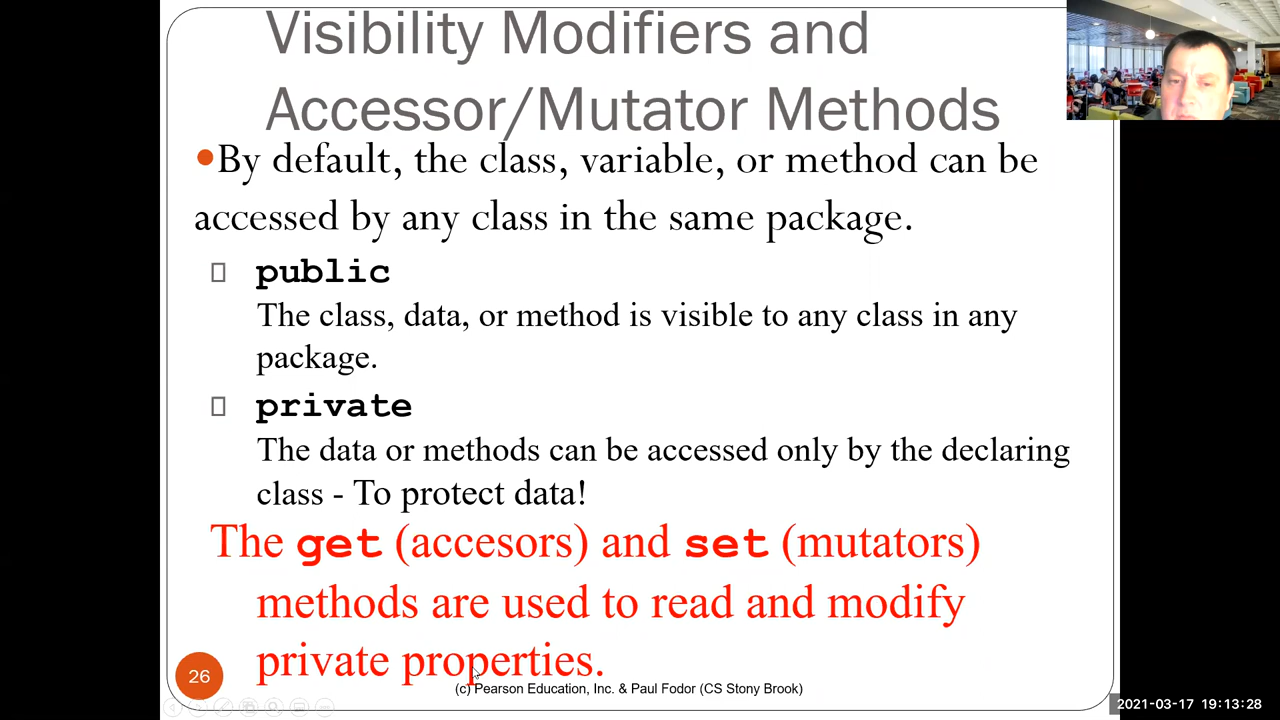 Visibility Modifiers and
Accessor/Mutator Methods
•By default, the class, variable, or method can be
accessed by any class in the same package.
public
The class, data, or method is visible to any class in any
package.
private
The data or methods can be accessed only by the declaring
class - To protect data!
The get (accesors) and set (mutators)
methods are used to read and modify
private properties.
26
(c) Pearson Education, Inc. & Paul Fodor (CS Stony Brook)
2021-03-17 19:13:28